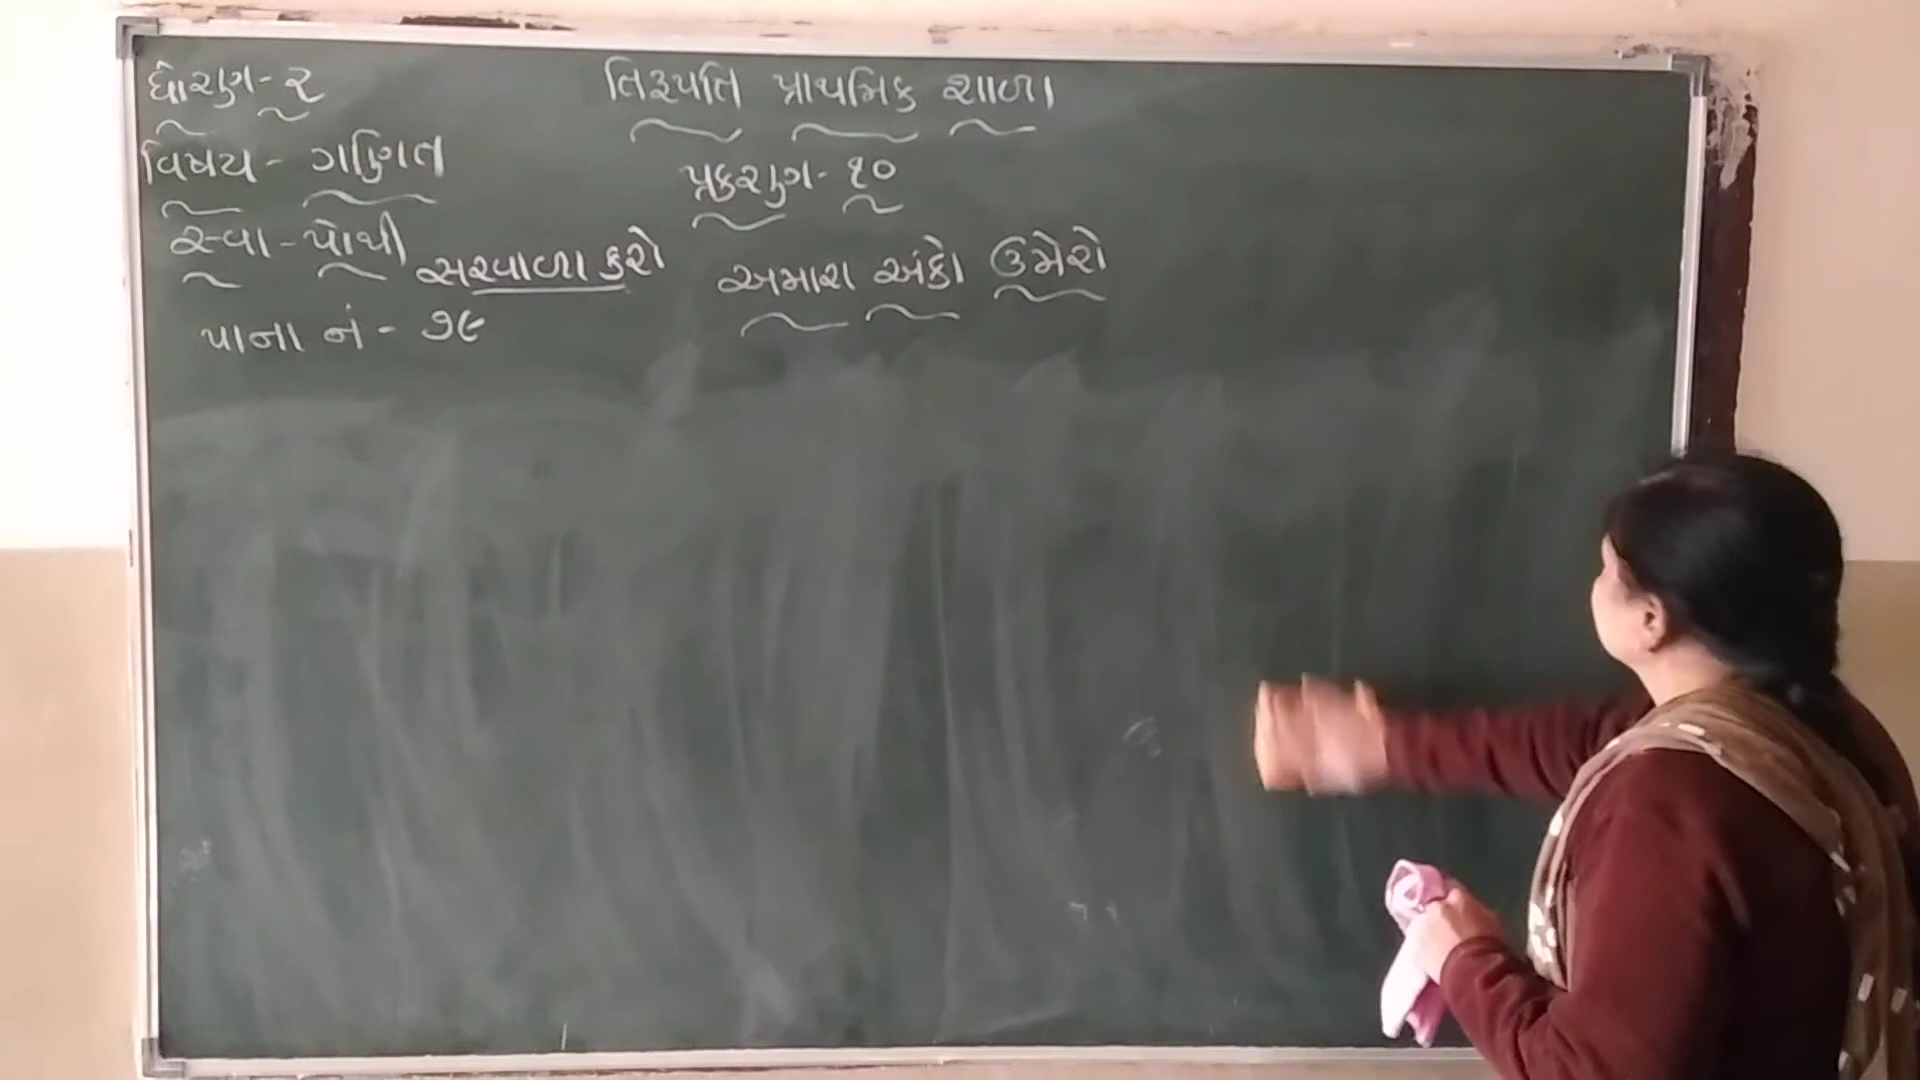 ધોરણ - ૨
તિરૂપતિ પ્રાથમિક શાળા
વિષય - ગણિત
પ્રકરણ - ૧૦
સ્વા - પોથી
સરવાળા કરો
અમારા અંકો ઉમેરો
પાના નં - ૭૯